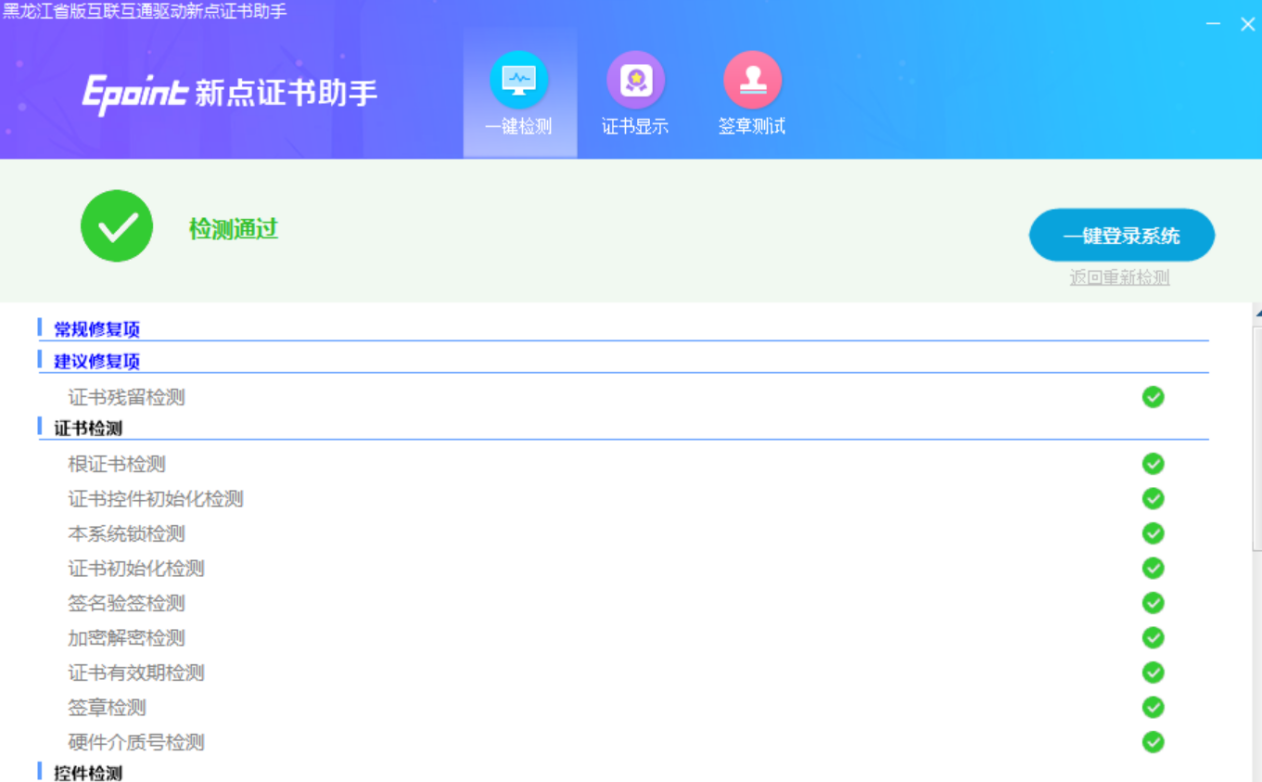 黑龙江省版互联互通驱动新点证书助手
Epoint 新点证书助手
一键检测
证书显示
签章测试
检测通过
一键登录系统
返回重新检测
常规修复项
建议修复项
证书残留检测
证书检测
根证书检测
证书控件初始化检测
本系统锁检测
证书初始化检测
签名验签检测
加密解密检测
证书有效期检测
签章检测
硬件介质号检测
控件检测